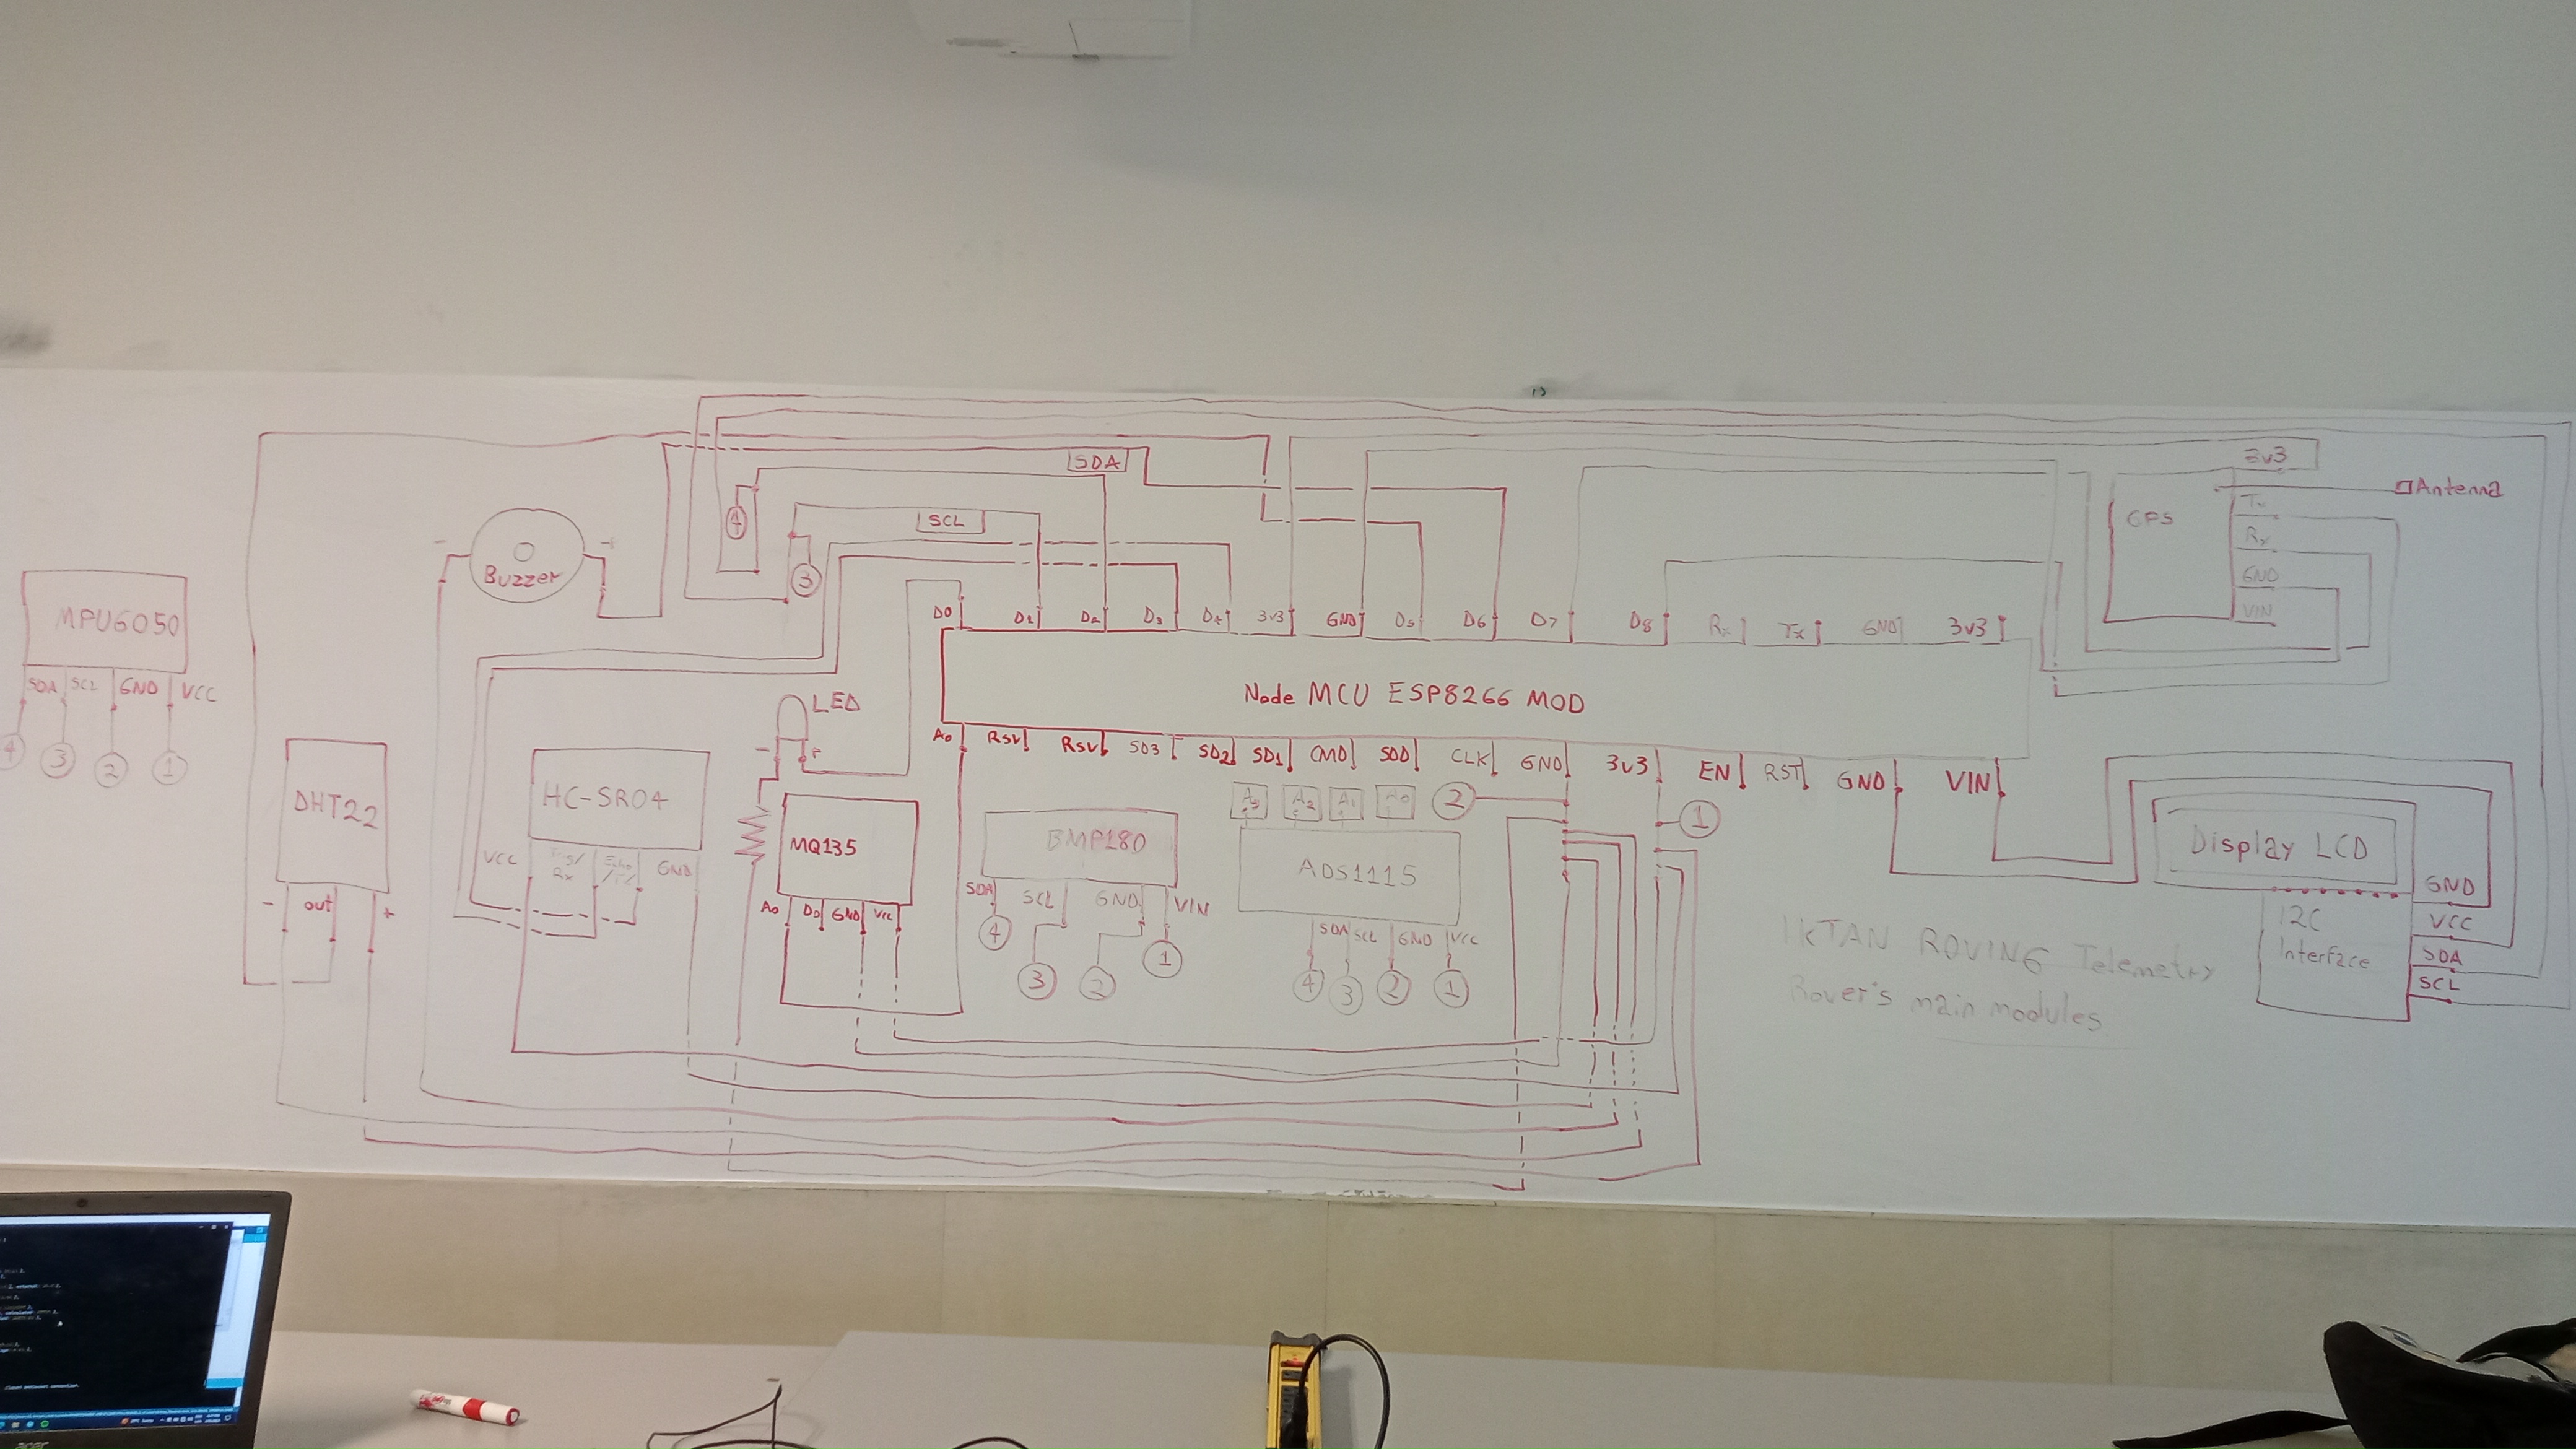 SDA
3v3
Antenna
GPS
Tx
Rx
GND
VIN
SCL
4
3
-
+
Buzzer
MPU6050
SDA
SCL
GND
VCC
4
3
2
1
D0
D1
D2
D3
D4
3v3
GND
D5
D6
D7
D8
Rx
Tx
GND
3v3
Node MCU ESP8266 MOD
A0
RSV
RSV
SD3
SD2
SD1
CMD
SDD
CLK
GND
3v3
EN
RST
GND
VIN
LED
-
+
DHT22
-
out
+
HC-SR04
VCC
Trig/
Rx
GND
MQ135
A0
D0
GND
VCC
BMP180
SDA
SCL
GND
VIN
4
3
2
1
A3
A2
A1
A0
2
1
ADS1115
SDA
SCL
GND
VCC
4
3
2
1
Display LCD
GND
VCC
SDA
SCL
I2C
Interface
IKTAN ROVING Telemetry
Rover's main modules
acer